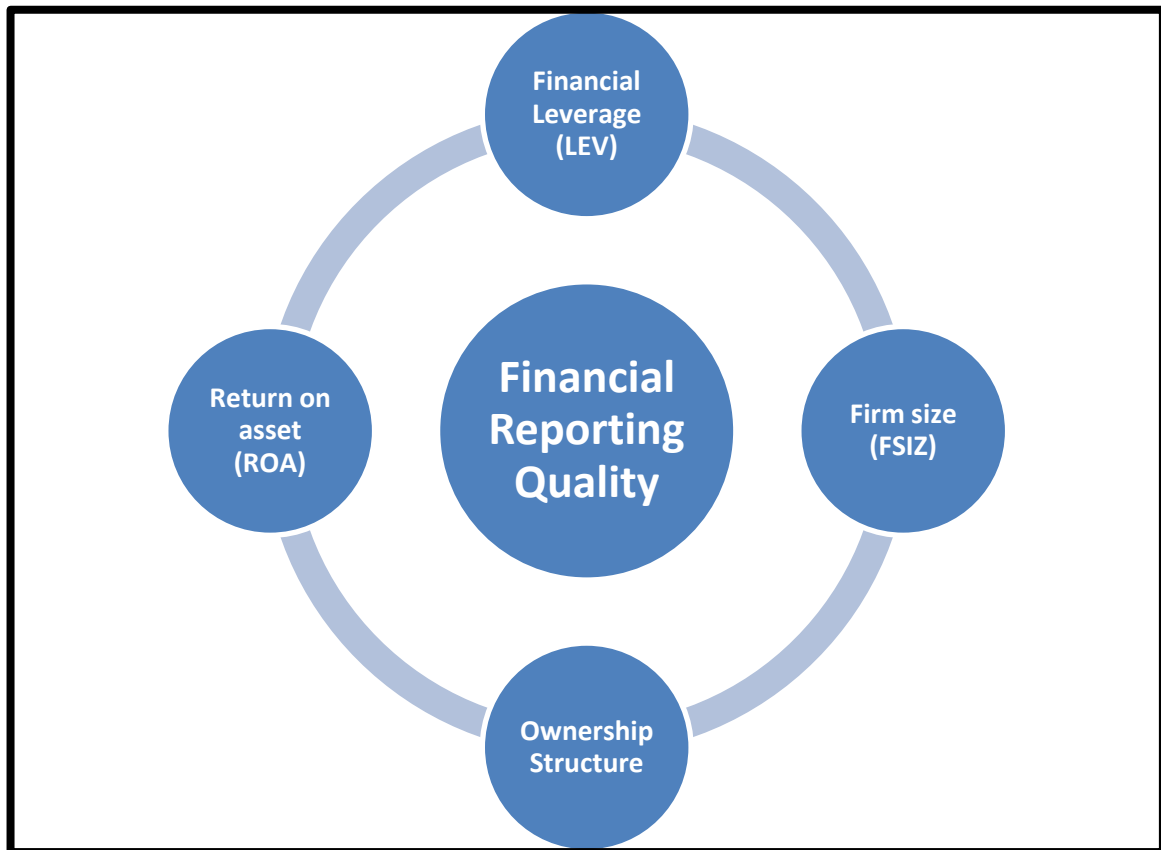 Financial
Leverage
(LEV)
Return on
asset
(ROA)
Financial
Reporting
Quality
Firm size
(FSIZ)
Ownership
Structure